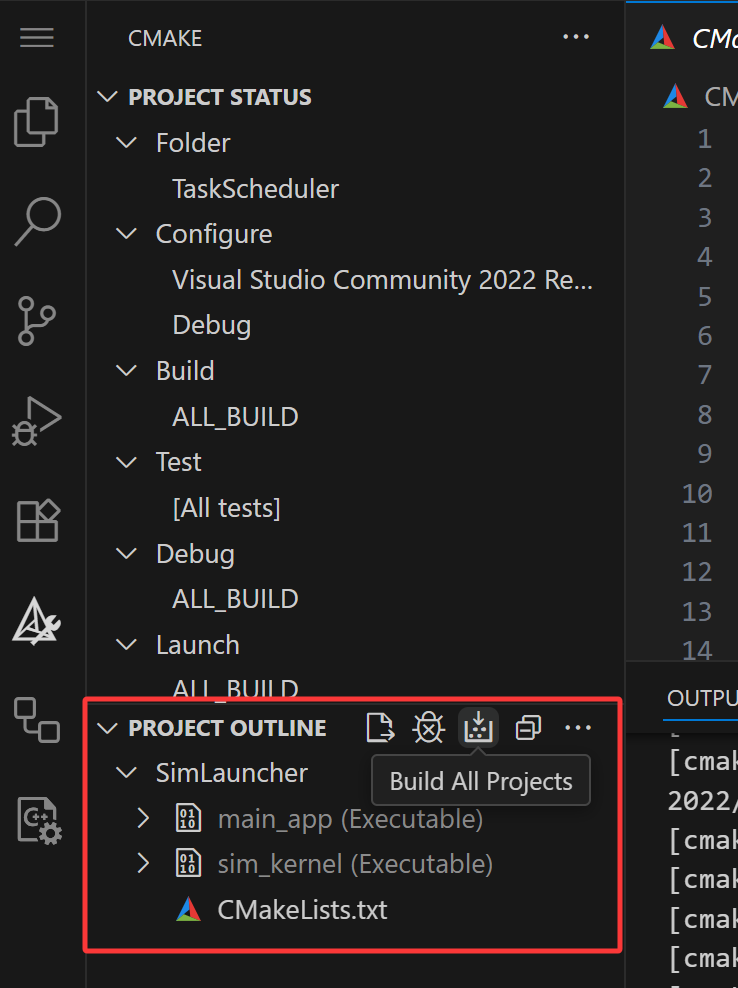 CMAKE
PROJECT STATUS
Folder
TaskScheduler
Configure
Visual Studio Community 2022 Re...
Debug
Build
ALL_BUILD
Test
[All tests]
Debug
ALL_BUILD
Launch
ALL_BUILD
PROJECT OUTLINE
SimLauncher
Build All Projects
main_app (Executable)
sim_kernel (Executable)
CMakeLists.txt
CMa
CM
1
2
3
4
5
6
7
8
9
10
11
12
13
14
OUTPU
[cmak
2022/
[cmak
[cmak
[cmak
[cmak